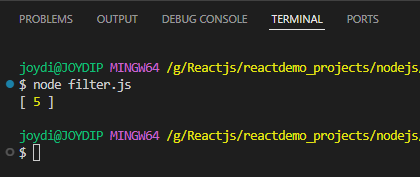 PROBLEMS OUTPUT DEBUG CONSOLE TERMINAL PORTS
joydi@JOYDIP MINGW64 /g/Reactjs/reactdemo_projects/nodejs/
$ node filter.js
[ 5 ]
joydi@JOYDIP MINGW64 /g/Reactjs/reactdemo_projects/nodejs/
$